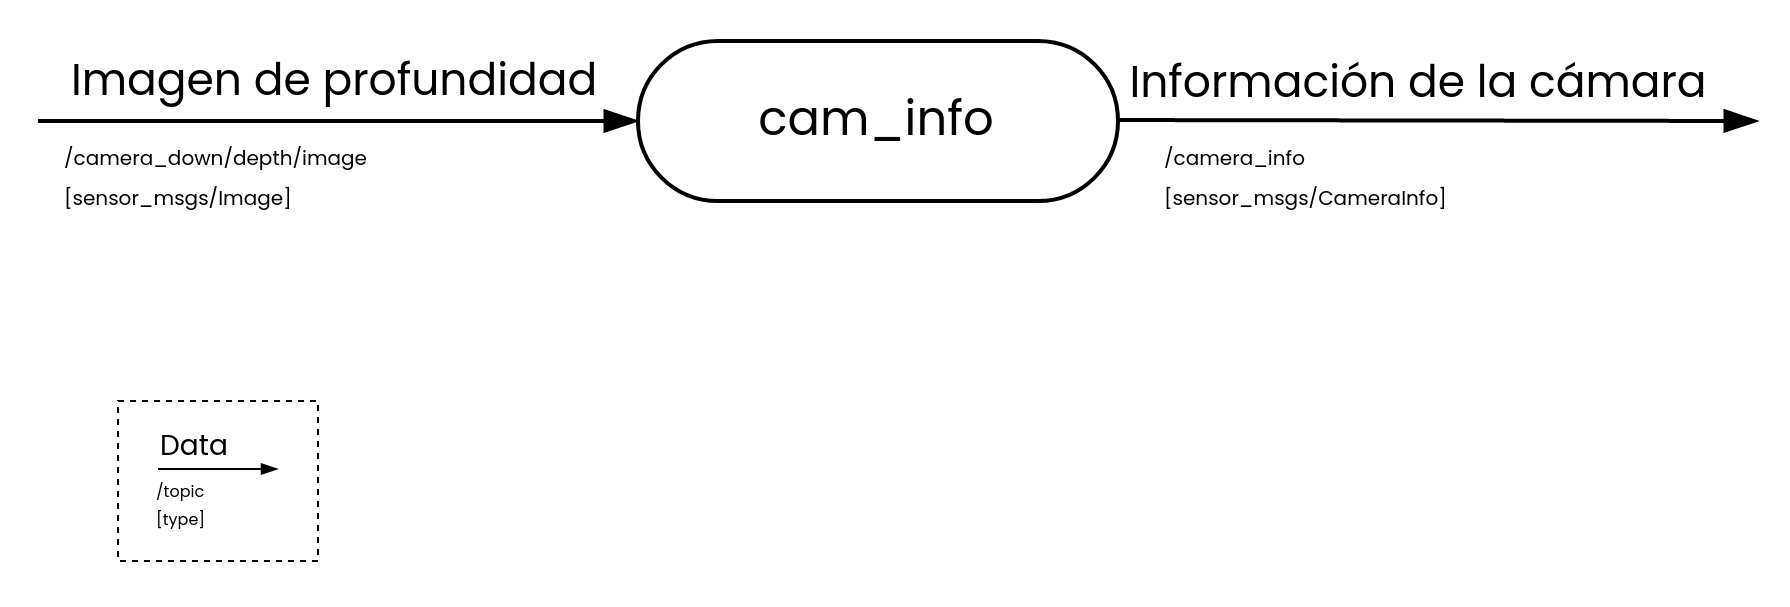 Imagen de profundidad
/camera_down/depth/image
[sensor_msgs/Image]
cam_info
Información de la cámara
/camera_info
[sensor_msgs/CameraInfo]
Data
/topic
[type]